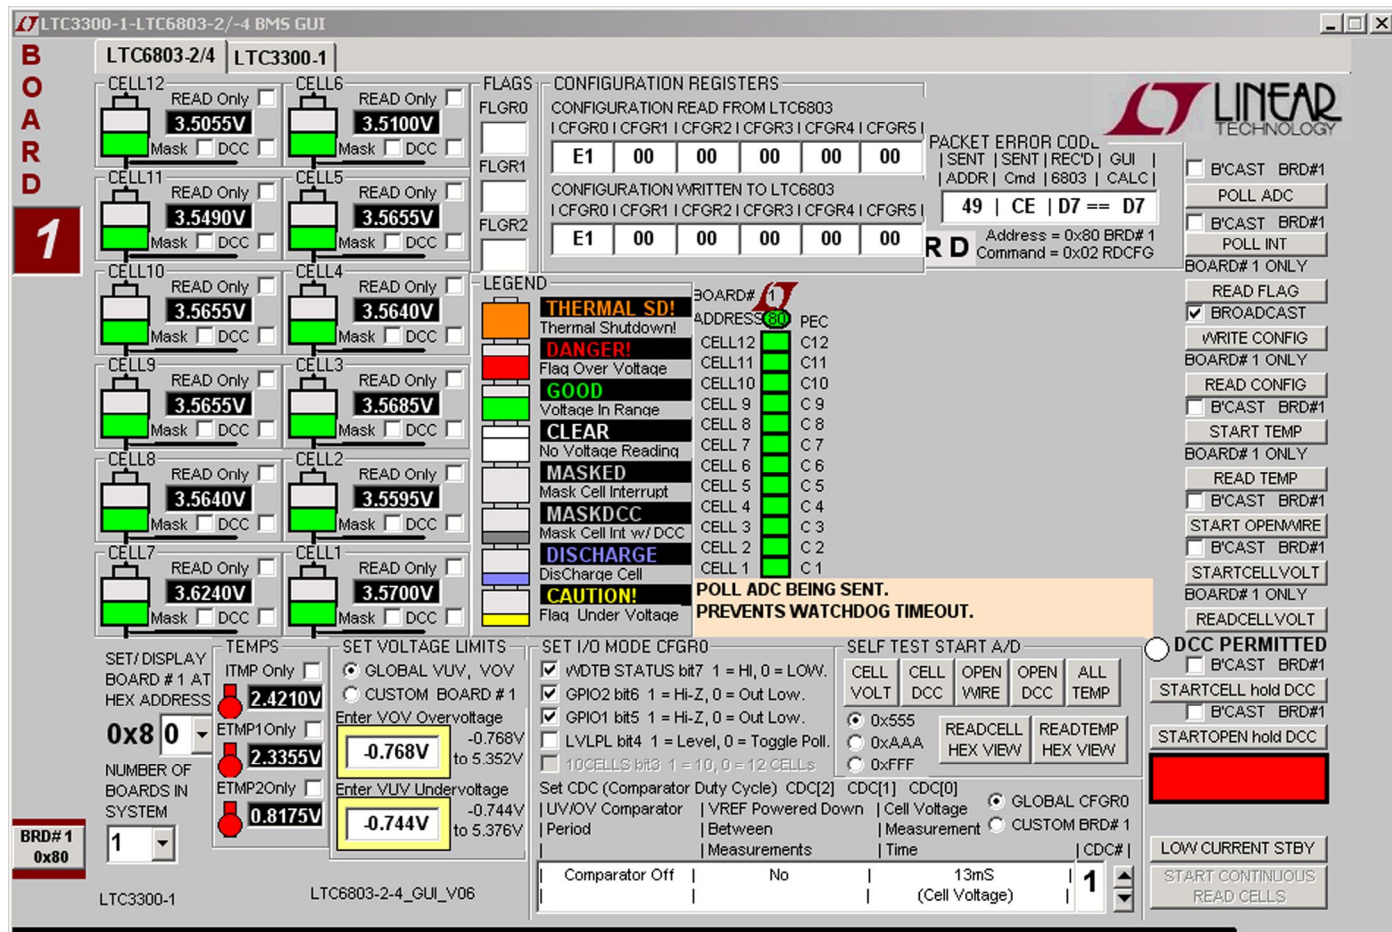 LTC3300-1-LTC6803-2/-4 BMS GUI
BOARD
1
LTC6803-2/4 LTC3300-1
CELL12 READ Only 3.5055V Mask DCC
CELL6 READ Only 3.5100V Mask DCC
CELL11 READ Only 3.5490V Mask DCC
CELL5 READ Only 3.5655V Mask DCC
CELL10 READ Only 3.5655V Mask DCC
CELL4 READ Only 3.5640V Mask DCC
CELL9 READ Only 3.5655V Mask DCC
CELL3 READ Only 3.5685V Mask DCC
CELL8 READ Only 3.5640V Mask DCC
CELL2 READ Only 3.5595V Mask DCC
CELL7 READ Only 3.6240V Mask DCC
CELL1 READ Only 3.5700V Mask DCC
FLAGS
FLGR0
FLGR1
FLGR2
CONFIGURATION REGISTERS
CONFIGURATION READ FROM LTC6803
| CFGR0 | CFGR1 | CFGR2 | CFGR3 | CFGR4 | CFGR5 |
E1 00 00 00 00 00
CONFIGURATION WRITTEN TO LTC6803
| CFGR0 | CFGR1 | CFGR2 | CFGR3 | CFGR4 | CFGR5 |
E1 00 00 00 00 00
LINEAR
TECHNOLOGY
PACKET ERROR CODE
| SENT | SENT | REC'D | GUI |
| ADDR | Cmd | 6803 | CALC |
49 | CE | D7 == D7
R D
Address = 0x80 BRD# 1
Command = 0x02 RDCFG
LEGEND
THERMAL SD!
Thermal Shutdown!
DANGER!
Flag Over Voltage
GOOD
Voltage In Range
CLEAR
No Voltage Reading
MASKED
Mask Cell Interrupt
MASKDCC
Mask Cell Int w/ DCC
DISCHARGE
DisCharge Cell
CAUTION!
Flag Under Voltage
BOARD# 1
ADDRESS 80 PEC
CELL12 C12
CELL11 C11
CELL10 C10
CELL 9 C 9
CELL 8 C 8
CELL 7 C 7
CELL 6 C 6
CELL 5 C 5
CELL 4 C 4
CELL 3 C 3
CELL 2 C 2
CELL 1 C 1
POLL ADC BEING SENT.
PREVENTS WATCHDOG TIMEOUT.
B'CAST BRD#1
POLL ADC
B'CAST BRD#1
POLL INT
BOARD# 1 ONLY
READ FLAG
BROADCAST
WRITE CONFIG
BOARD# 1 ONLY
READ CONFIG
B'CAST BRD#1
START TEMP
BOARD# 1 ONLY
READ TEMP
B'CAST BRD#1
START OPENWIRE
B'CAST BRD#1
STARTCELLVOLT
BOARD# 1 ONLY
READCELLVOLT
DCC PERMITTED
B'CAST BRD#1
STARTCELL hold DCC
B'CAST BRD#1
STARTOPEN hold DCC
LOW CURRENT STBY
START CONTINUOUS
READ CELLS
SET/ DISPLAY
BOARD # 1 AT
HEX ADDRESS
0x8 0
NUMBER OF
BOARDS IN
SYSTEM
1
BRD# 1
0x80
LTC3300-1
TEMPS
ITMP Only
2.4210V
ETMP1Only
2.3355V
ETMP2Only
0.8175V
SET VOLTAGE LIMITS
GLOBAL VUV, VOV
CUSTOM BOARD # 1
Enter VOV Overvoltage
-0.768V
-0.768V
to 5.352V
Enter VUV Undervoltage
-0.744V
-0.744V
to 5.376V
LTC6803-2-4_GUI_V06
SET I/O MODE CFGR0
WDTB STATUS bit7 1 = HI, 0 = LOW.
GPIO2 bit6 1 = Hi-Z, 0 = Out Low.
GPIO1 bit5 1 = Hi-Z, 0 = Out Low.
LVLPL bit4 1 = Level, 0 = Toggle Poll.
10CELLS bit3 1 = 10, 0 = 12 CELLs
SELF TEST START A/D
CELL VOLT
CELL DCC
OPEN WIRE
OPEN DCC
ALL TEMP
0x555
0xAAA
0xFFF
READCELL HEX VIEW
READTEMP HEX VIEW
Set CDC (Comparator Duty Cycle) CDC[2] CDC[1] CDC[0]
GLOBAL CFGR0
CUSTOM BRD# 1
| UV/OV Comparator | VREF Powered Down | Cell Voltage
| Period | Between | Measurement
| | Measurements | Time | CDC# |
| Comparator Off | No | 13mS | 1
| | | (Cell Voltage) |